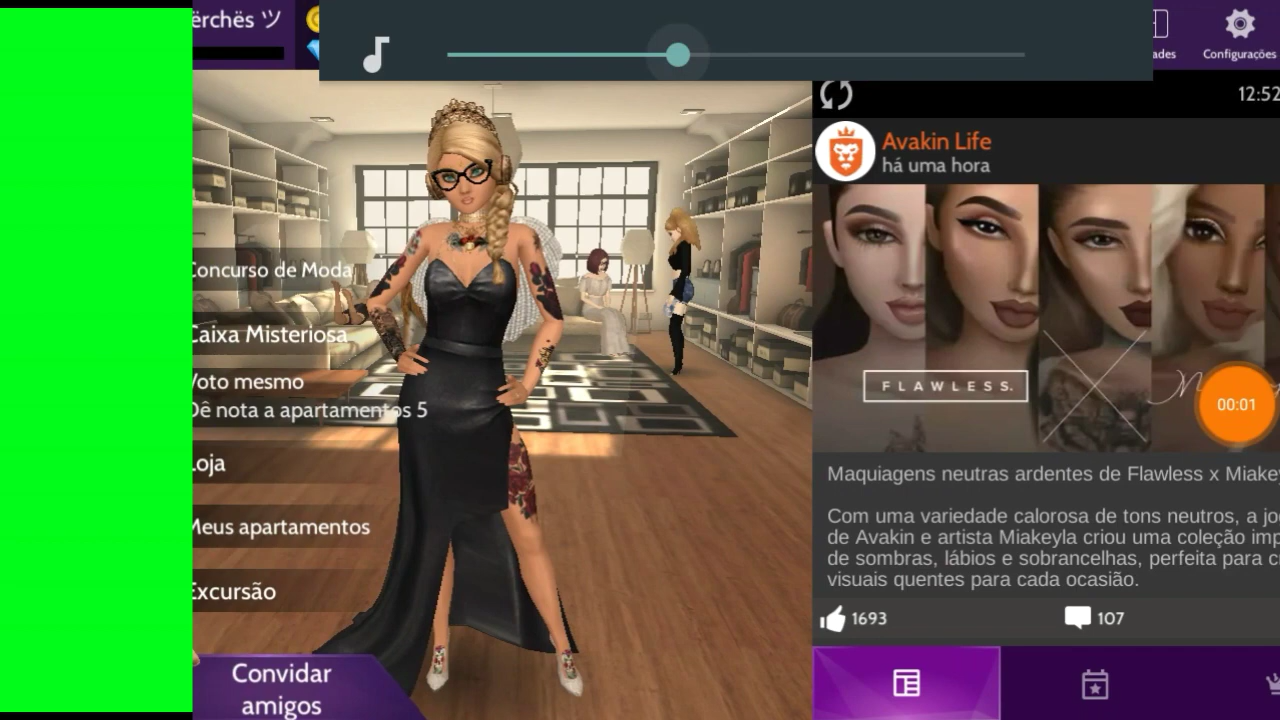 ërchës ツ
ades
Configurações
12:52
Avakin Life
há uma hora
FLAWLESS.
00:01
Concurso de Moda
Caixa Misteriosa
Voto mesmo
Dê nota a apartamentos 5
Loja
Meus apartamentos
Excursão
Convidar
amigos
Maquiagens neutras ardentes de Flawless x Miakey
Com uma variedade calorosa de tons neutros, a jo
de Avakin e artista Miakeyla criou uma coleção imp
de sombras, lábios e sobrancelhas, perfeita para c
visuais quentes para cada ocasião.
1693
107